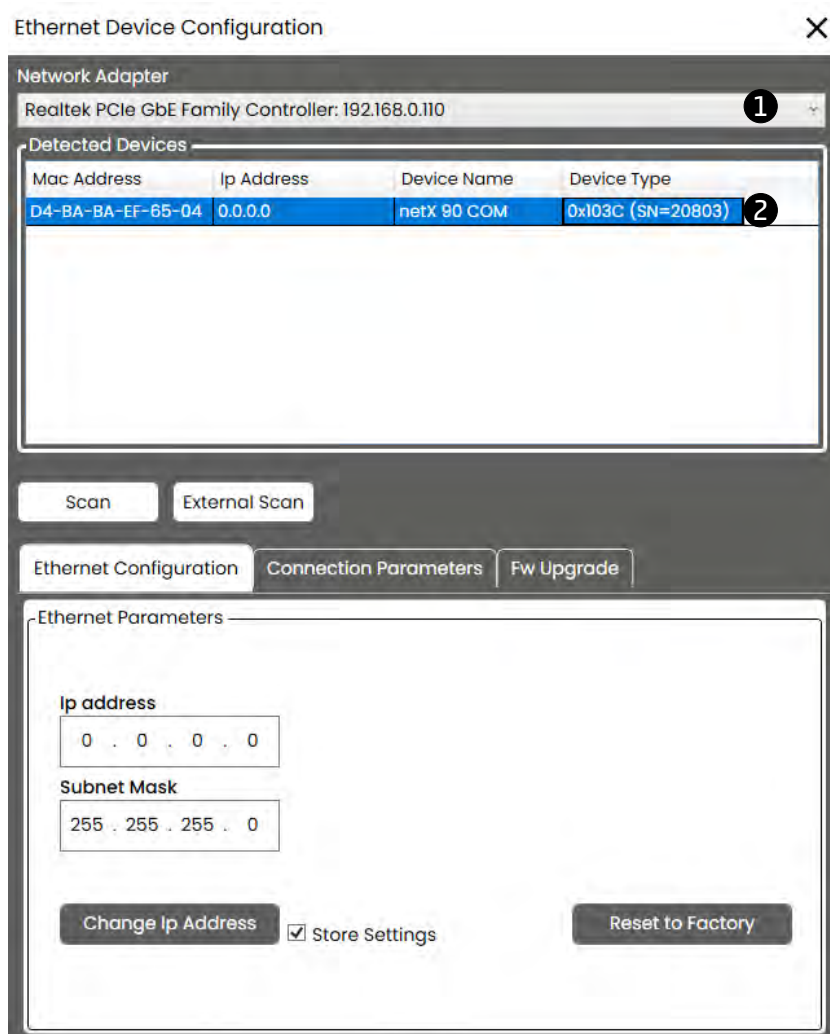 Ethernet Device Configuration
Network Adapter
Realtek PCIe GbE Family Controller: 192.168.0.110 1
Detected Devices
Mac Address Ip Address Device Name Device Type
D4-BA-BA-EF-65-04 0.0.0.0 netX 90 COM 0x103C (SN=20803) 2
Scan External Scan
Ethernet Configuration Connection Parameters Fw Upgrade
Ethernet Parameters
Ip address
0 . 0 . 0 . 0
Subnet Mask
255 . 255 . 255 . 0
Change Ip Address Store Settings Reset to Factory